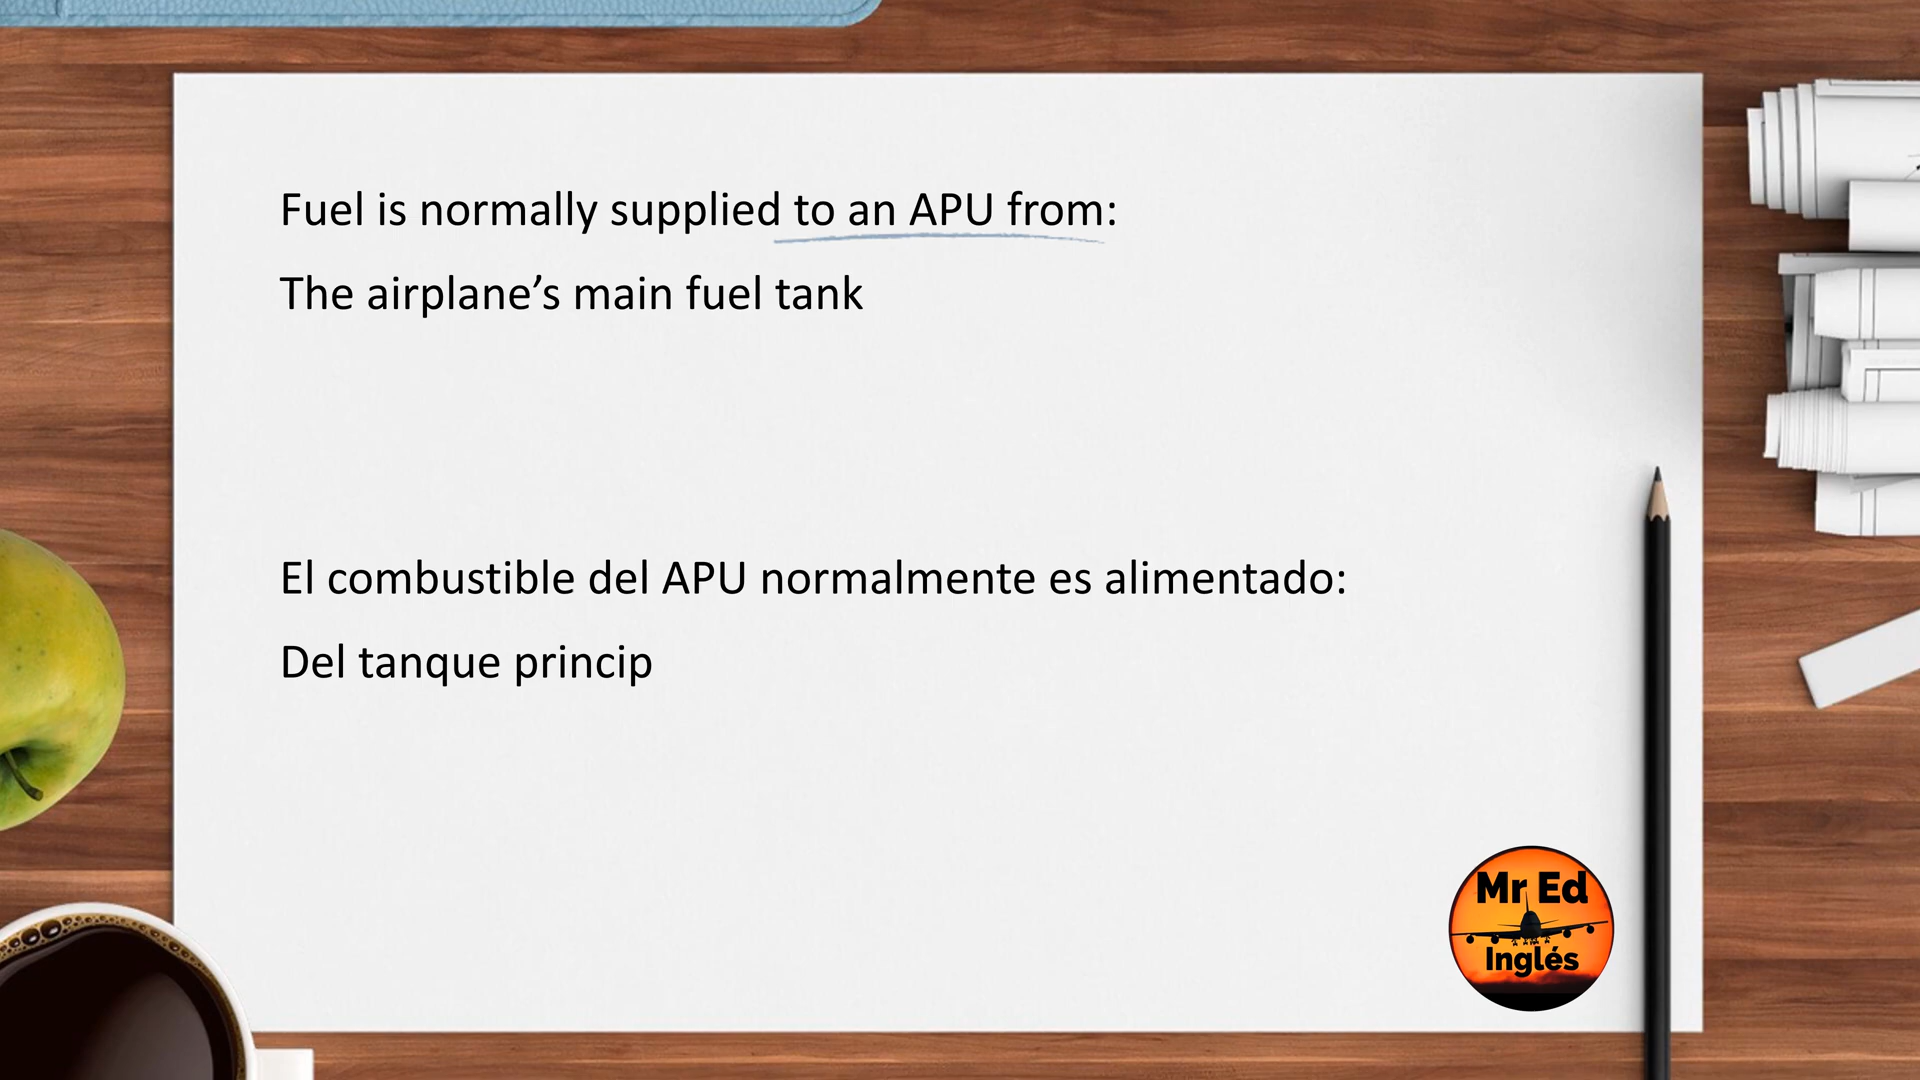 Fuel is normally supplied to an APU from:
The airplane’s main fuel tank
El combustible del APU normalmente es alimentado:
Del tanque princip
Mr Ed
Inglés